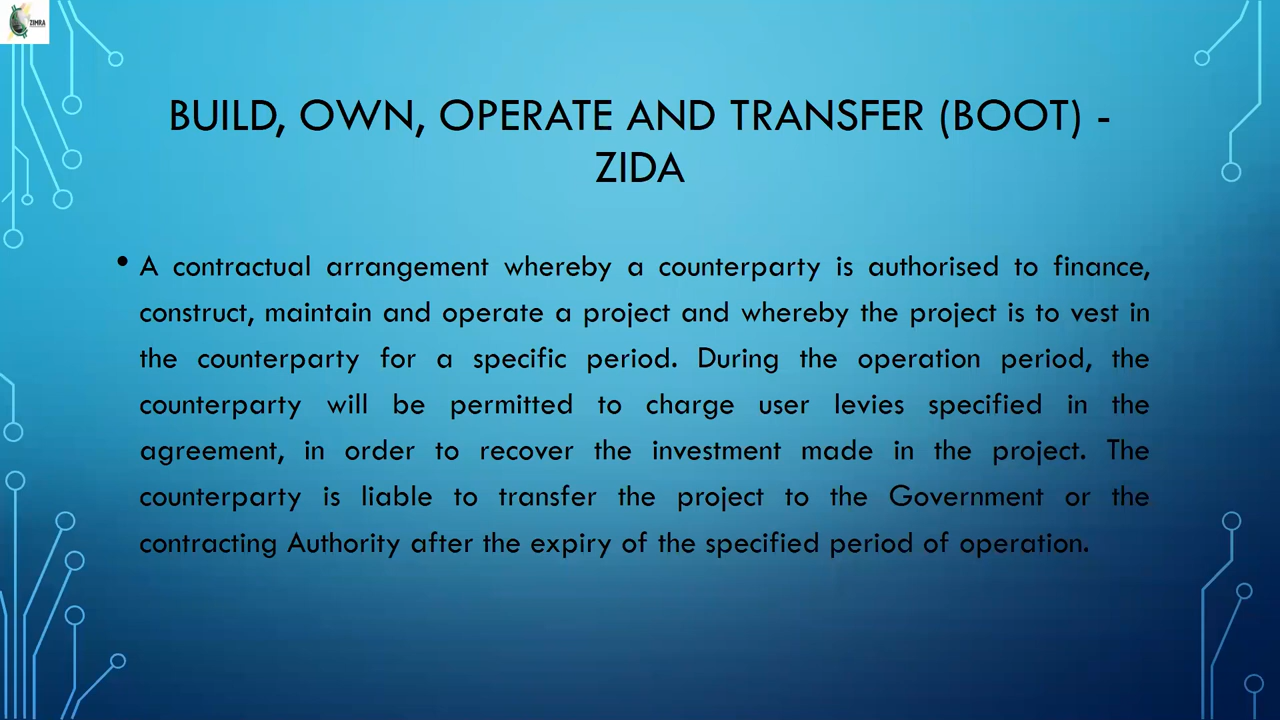 ZIMRA
BUILD, OWN, OPERATE AND TRANSFER (BOOT) -
ZIDA
• A contractual arrangement whereby a counterparty is authorised to finance,
construct, maintain and operate a project and whereby the project is to vest in
the counterparty for a specific period. During the operation period, the
counterparty will be permitted to charge user levies specified in the
agreement, in order to recover the investment made in the project. The
counterparty is liable to transfer the project to the Government or the
contracting Authority after the expiry of the specified period of operation.